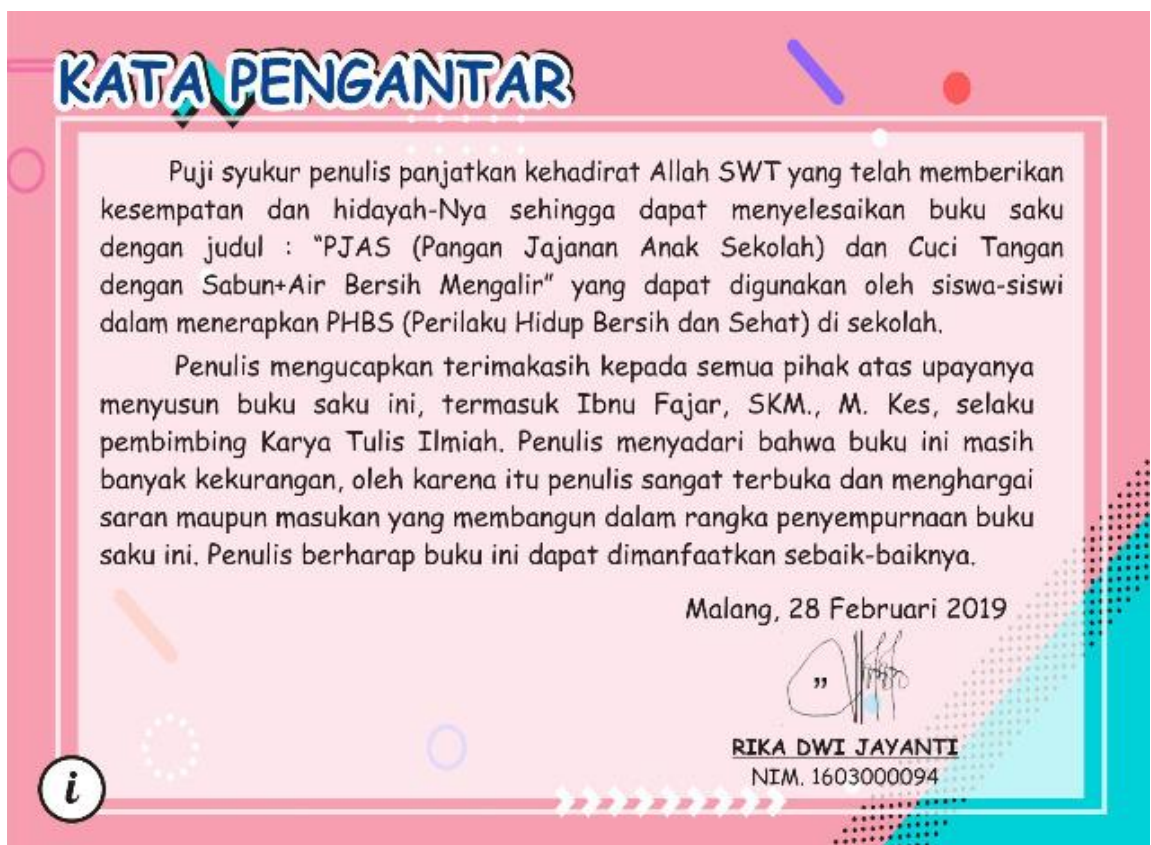 KATA PENGANTAR
Puji syukur penulis panjatkan kehadirat Allah SWT yang telah memberikan
kesempatan dan hidayah-Nya sehingga dapat menyelesaikan buku saku
dengan judul : “PJAS (Pangan Jajanan Anak Sekolah) dan Cuci Tangan
dengan Sabun+Air Bersih Mengalir” yang dapat digunakan oleh siswa-siswi
dalam menerapkan PHBS (Perilaku Hidup Bersih dan Sehat) di sekolah.
Penulis mengucapkan terimakasih kepada semua pihak atas upayanya
menyusun buku saku ini, termasuk Ibnu Fajar, SKM., M. Kes, selaku
pembimbing Karya Tulis Ilmiah. Penulis menyadari bahwa buku ini masih
banyak kekurangan, oleh karena itu penulis sangat terbuka dan menghargai
saran maupun masukan yang membangun dalam rangka penyempurnaan buku
saku ini. Penulis berharap buku ini dapat dimanfaatkan sebaik-baiknya.
Malang, 28 Februari 2019
”
RIKA DWI JAYANTI
NIM. 1603000094
i